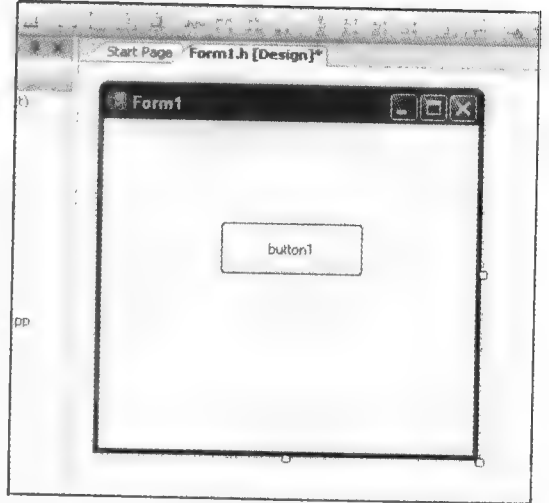 Start Page Form1.h [Design]*
t)
Form1
button1
pp